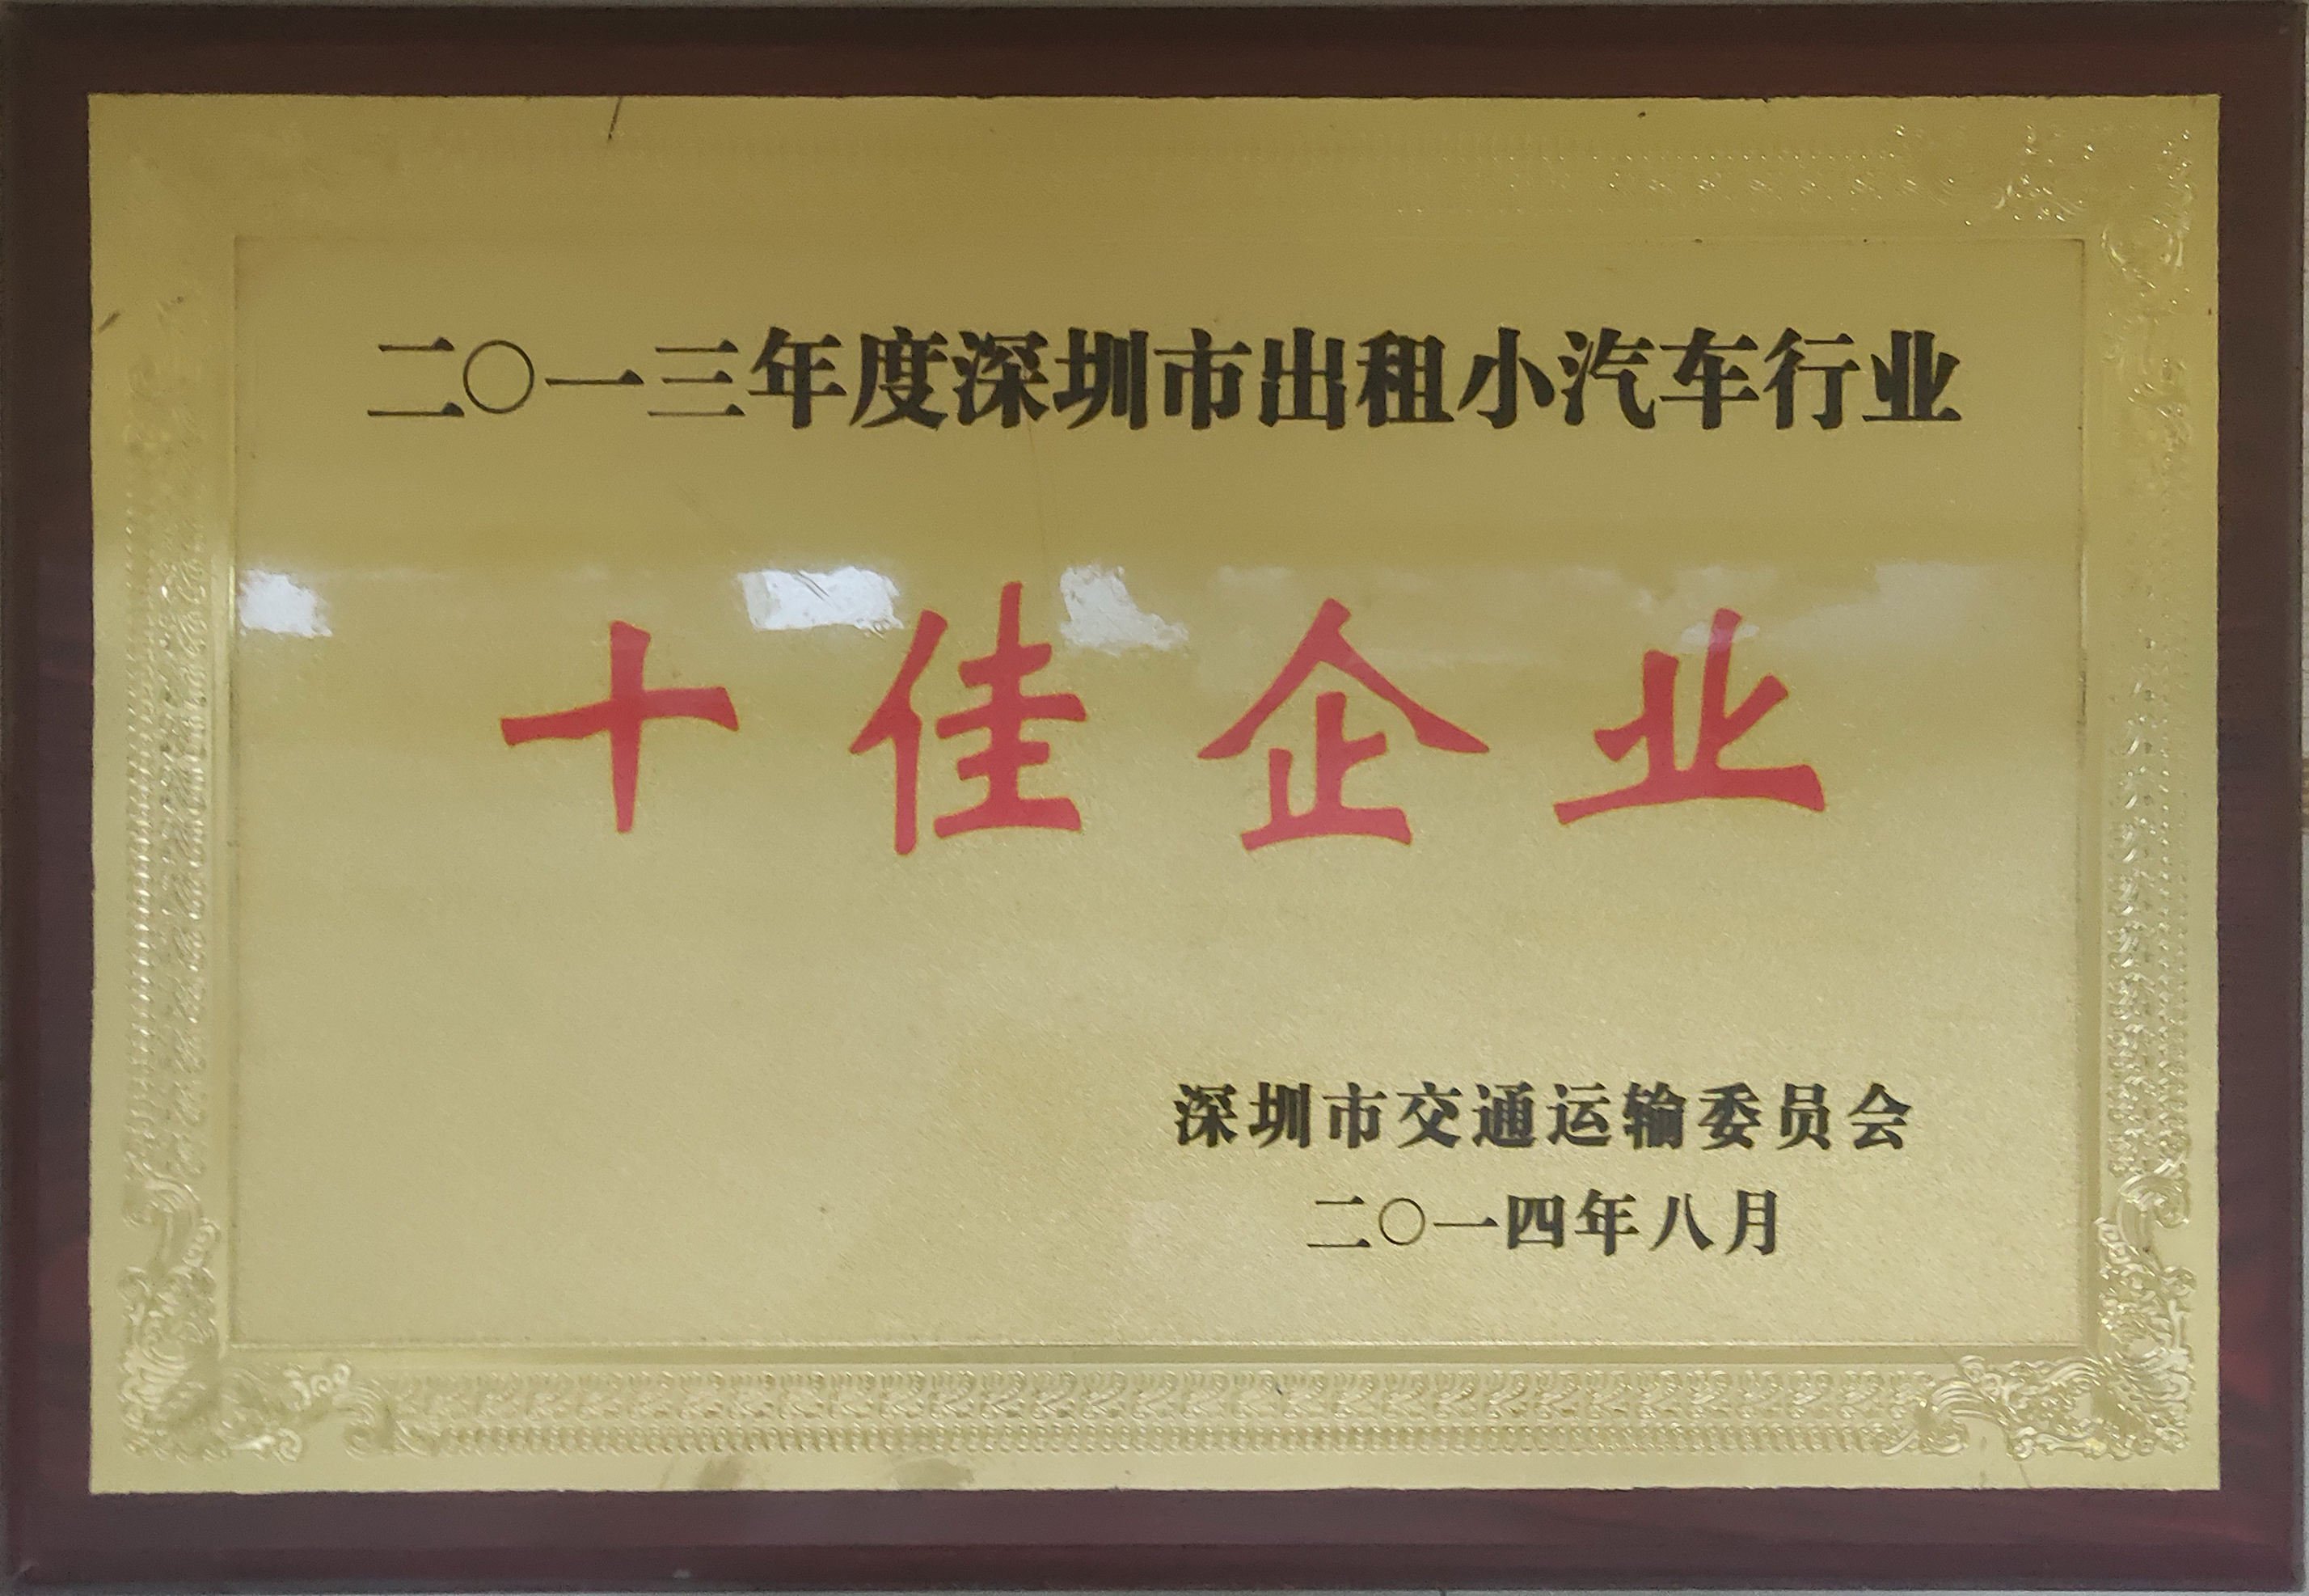 二〇一三年度深圳市出租小汽车行业
十佳企业
深圳市交通运输委员会
二〇一四年八月